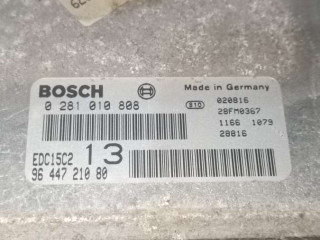 BOSCH
Made in Germany
0 281 010 808
010
020816
28FM0367
1166 1079
28816
EDC15C2 13
96 447 210 80